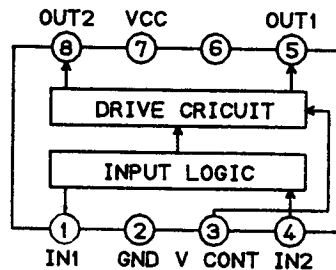 OUT2 VCC OUT1
8 7 6 5
DRIVE CRICUIT
INPUT LOGIC
1 2 3 4
IN1 GND V CONT IN2